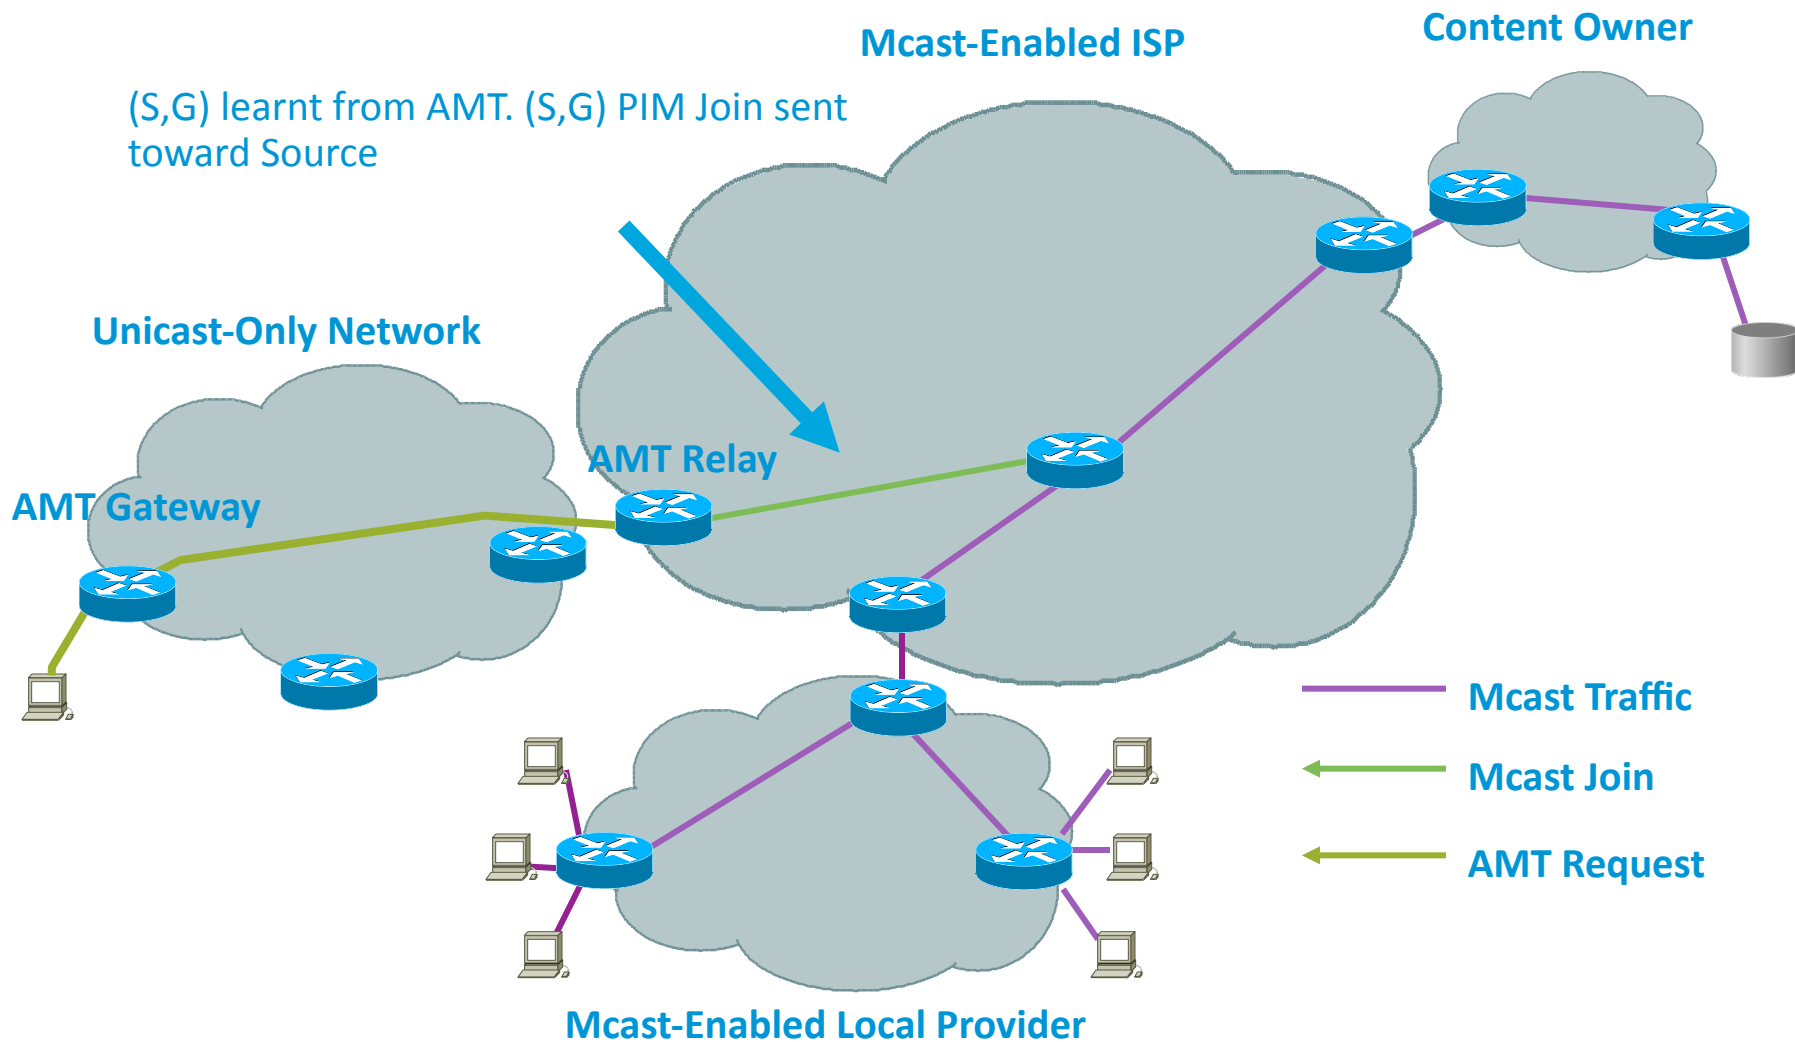 Content Owner
Mcast-Enabled ISP
(S,G) learnt from AMT. (S,G) PIM Join sent
toward Source
Unicast-Only Network
AMT Relay
AMT Gateway
Mcast Traffic
Mcast Join
AMT Request
Mcast-Enabled Local Provider